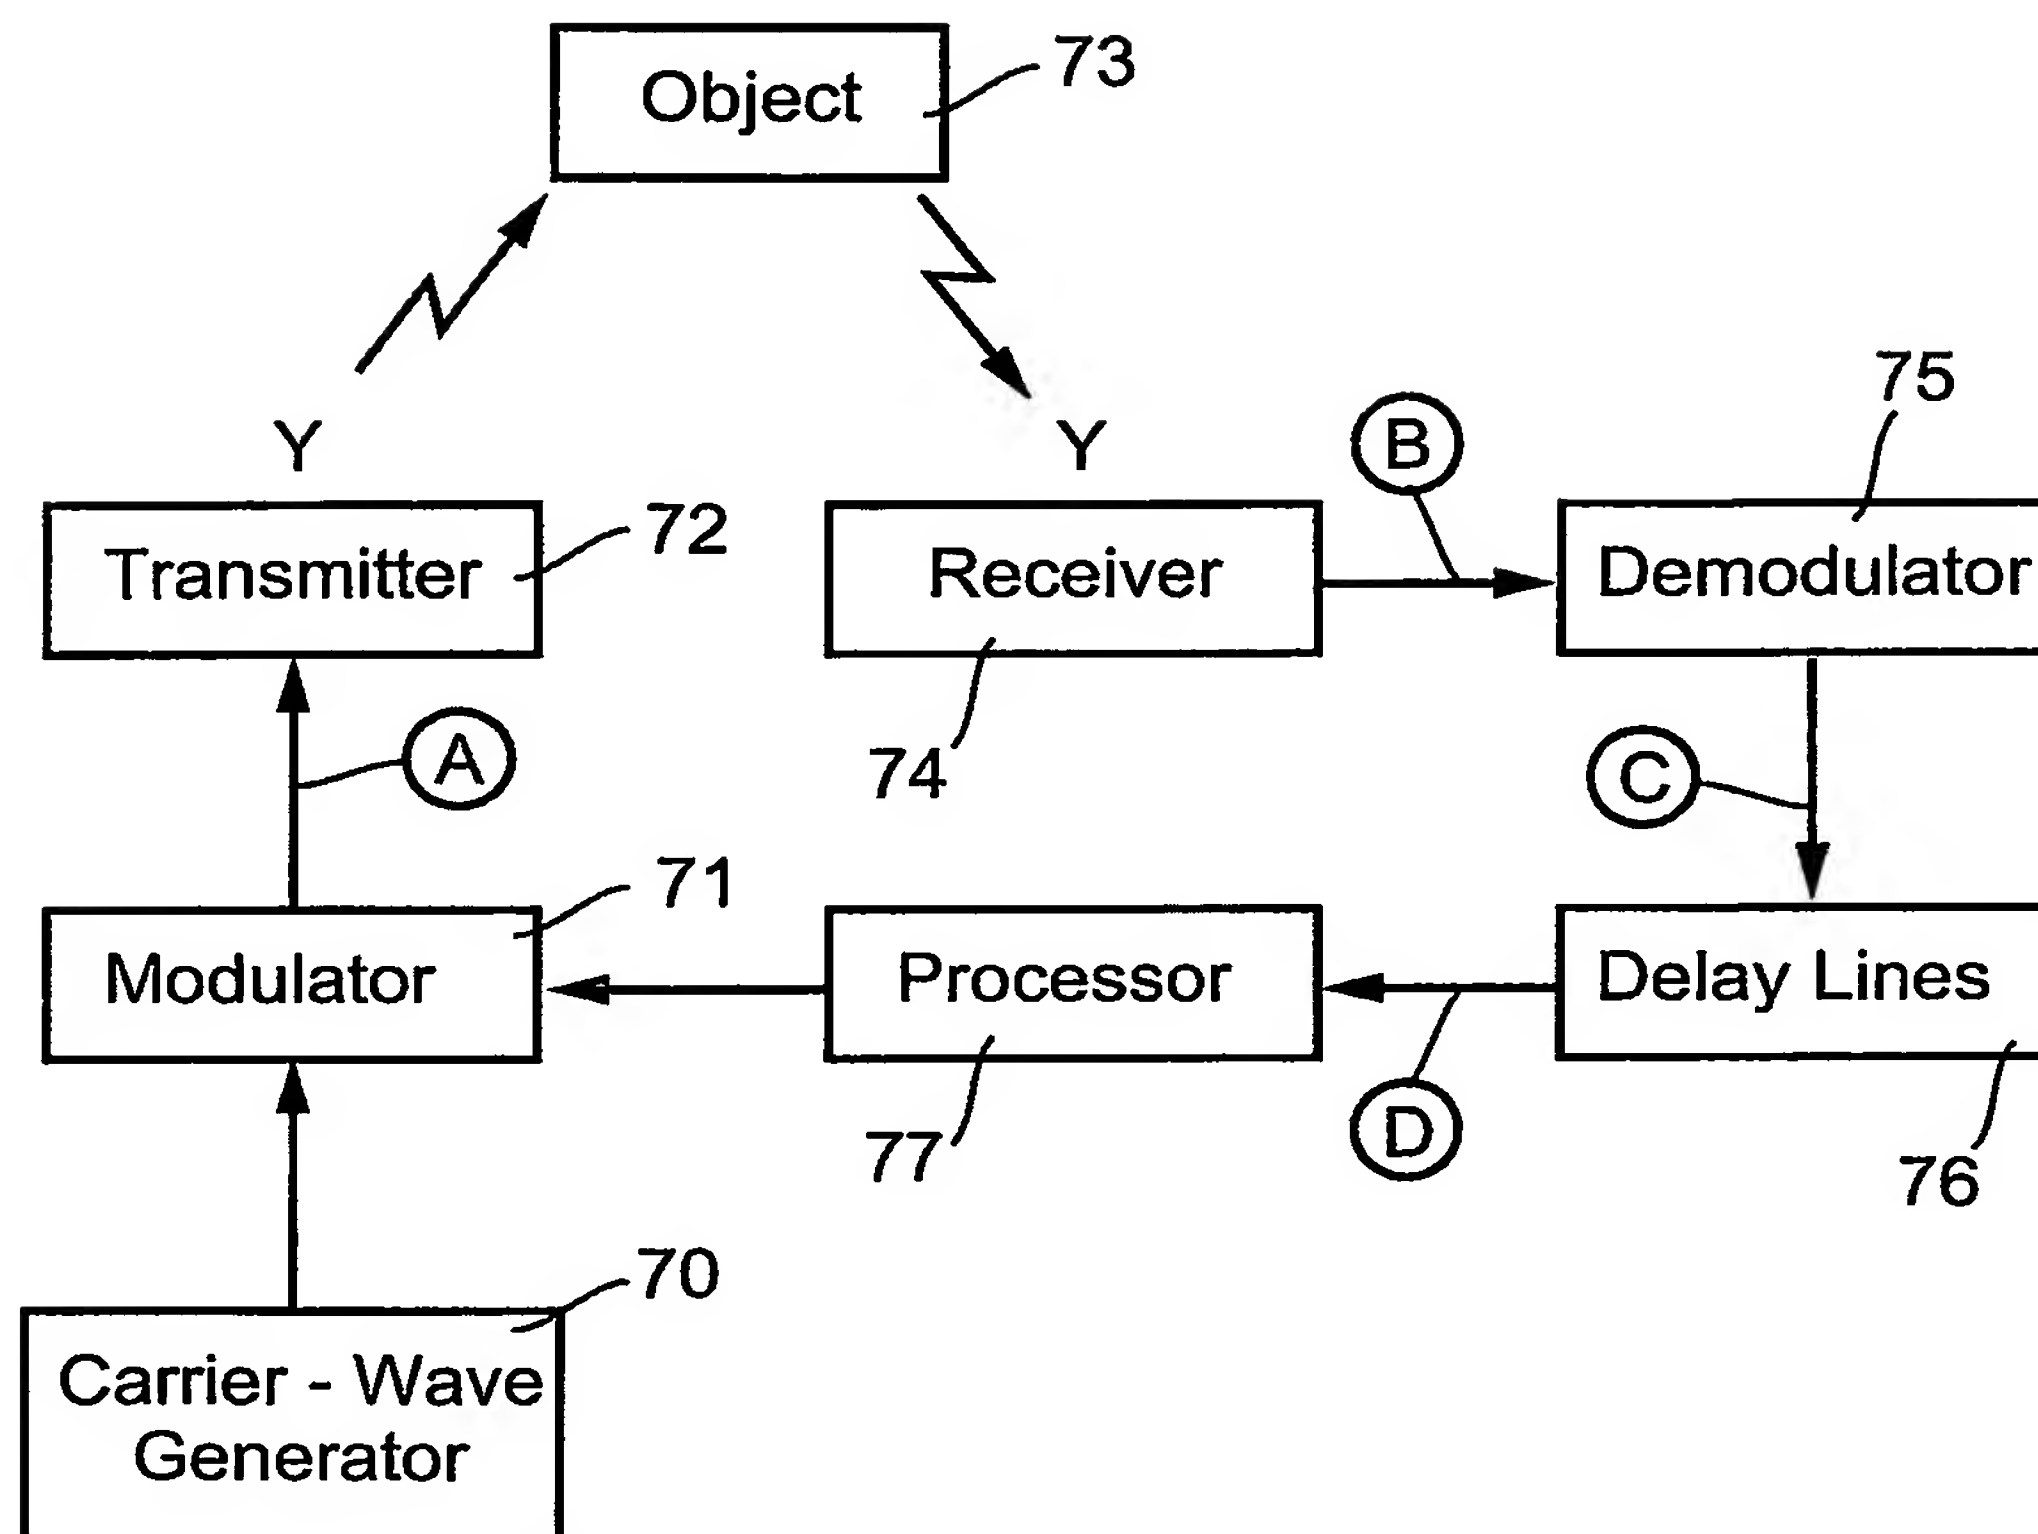 Object
73
Y
Y
B
75
Transmitter
72
Receiver
Demodulator
74
A
C
71
Modulator
Processor
Delay Lines
77
D
76
70
Carrier - Wave
Generator